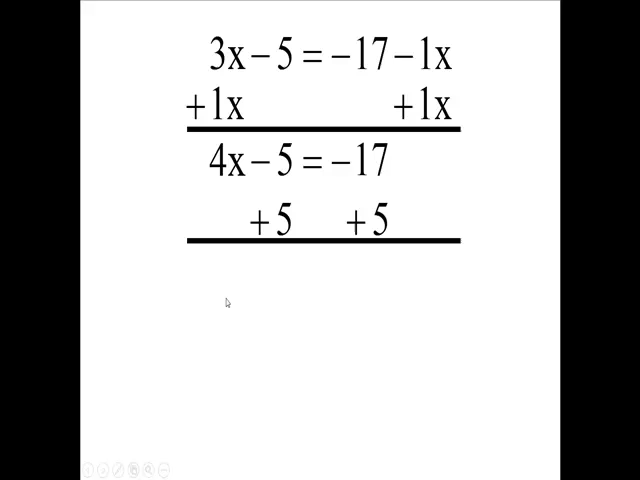 3x − 5 = −17 − 1x
+1x +1x
4x − 5 = −17
+5 +5